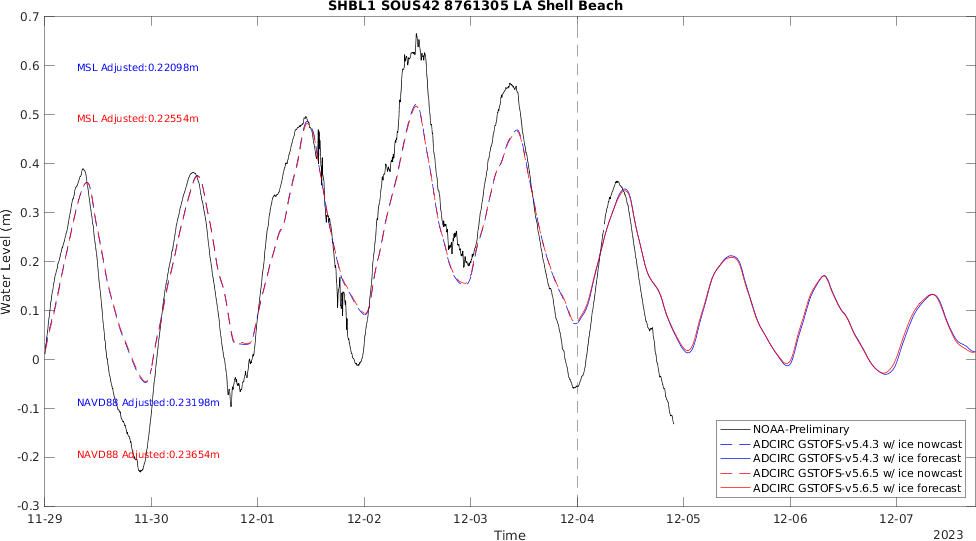 SHBL1 SOUS42 8761305 LA Shell Beach
0.7
0.6
0.5
0.4
0.3
0.2
0.1
0
-0.1
-0.2
-0.3
Water Level (m)
MSL Adjusted:0.22098m
MSL Adjusted:0.22554m
NAVD88 Adjusted:0.23198m
NAVD88 Adjusted:0.23654m
NOAA-Preliminary
ADCIRC GSTOFS-v5.4.3 w/ ice nowcast
ADCIRC GSTOFS-v5.4.3 w/ ice forecast
ADCIRC GSTOFS-v5.6.5 w/ ice nowcast
ADCIRC GSTOFS-v5.6.5 w/ ice forecast
11-29 11-30 12-01 12-02 12-03 12-04 12-05 12-06 12-07
Time
2023